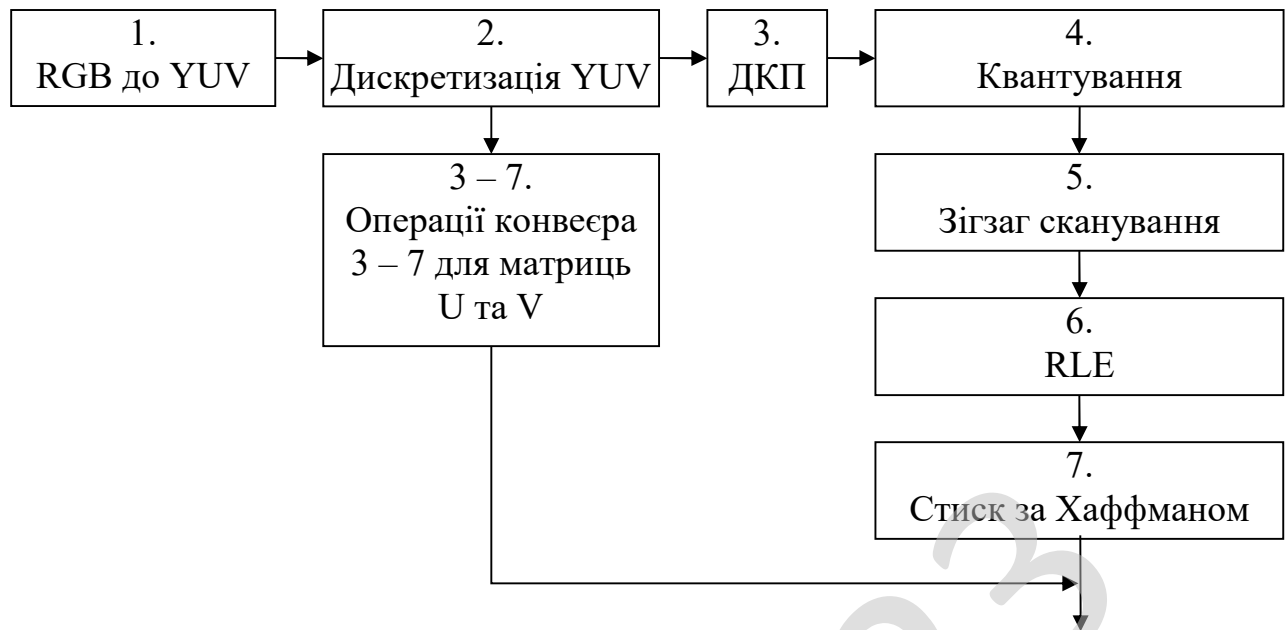 1.
RGB до YUV
2.
Дискретизація YUV
3.
ДКП
4.
Квантування
3 – 7.
Операції конвеєра
3 – 7 для матриць
U та V
5.
Зігзаг сканування
6.
RLE
7.
Стиск за Хаффманом